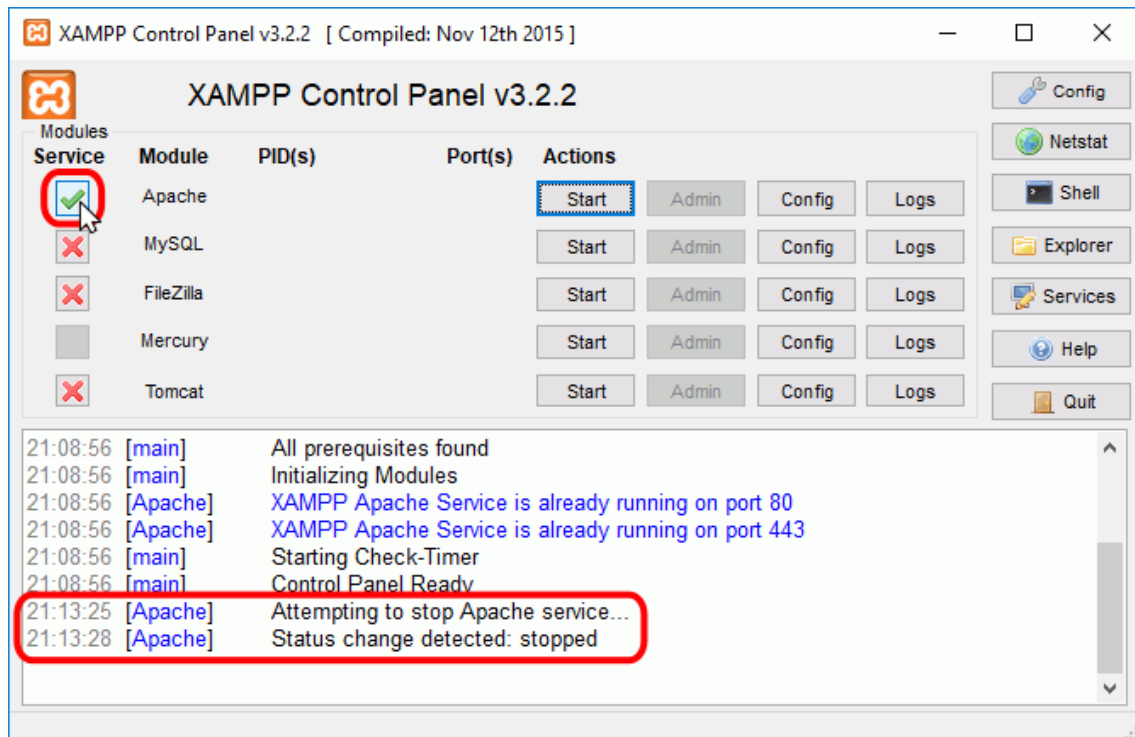 XAMPP Control Panel v3.2.2 [ Compiled: Nov 12th 2015 ]
XAMPP Control Panel v3.2.2
Config
Modules
Netstat
Service Module PID(s) Port(s) Actions
Apache Start Admin Config Logs
Shell
MySQL Start Admin Config Logs
Explorer
FileZilla Start Admin Config Logs
Services
Mercury Start Admin Config Logs
Help
Tomcat Start Admin Config Logs
Quit
21:08:56 [main] All prerequisites found
21:08:56 [main] Initializing Modules
21:08:56 [Apache] XAMPP Apache Service is already running on port 80
21:08:56 [Apache] XAMPP Apache Service is already running on port 443
21:08:56 [main] Starting Check-Timer
21:08:56 [main] Control Panel Ready
21:13:25 [Apache] Attempting to stop Apache service...
21:13:28 [Apache] Status change detected: stopped